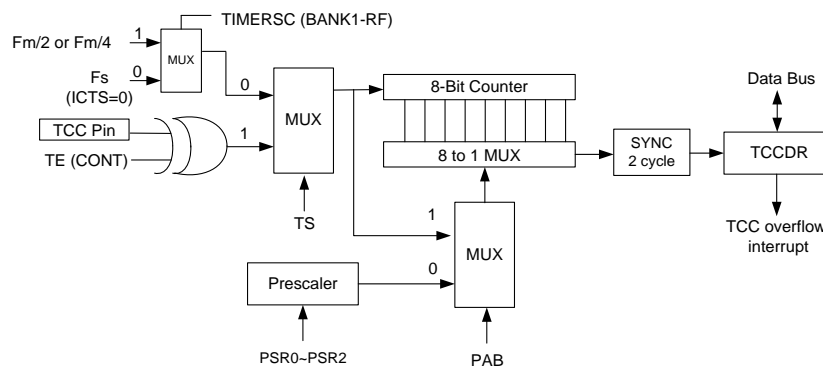 TIMERSC (BANK1-RF)
Fm/2 or Fm/4
1
MUX
Fs
0
(ICTS=0)
0
8-Bit Counter
Data Bus
TCC Pin
1
MUX
TE (CONT)
8 to 1 MUX
SYNC
2 cycle
TCCDR
TS
1
TCC overflow
interrupt
MUX
0
Prescaler
PSR0~PSR2
PAB